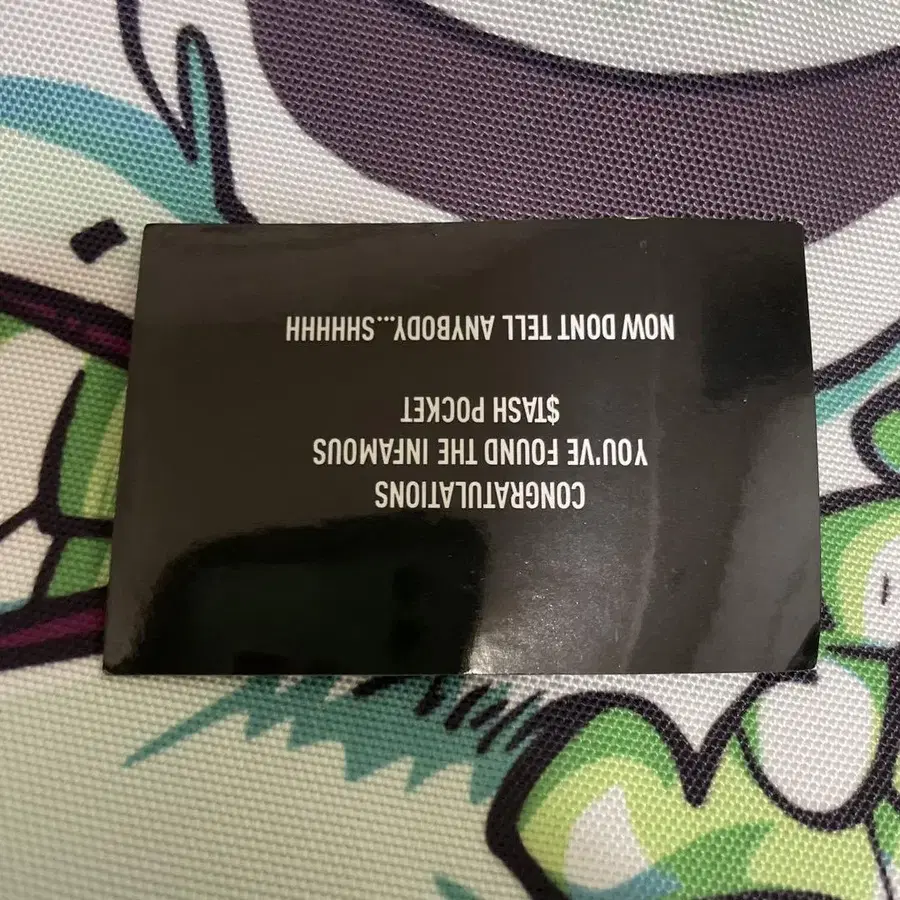 CONGRATULATIONS
YOU'VE FOUND THE INFAMOUS
$TASH POCKET
NOW DONT TELL ANYBODY...SHHHHH